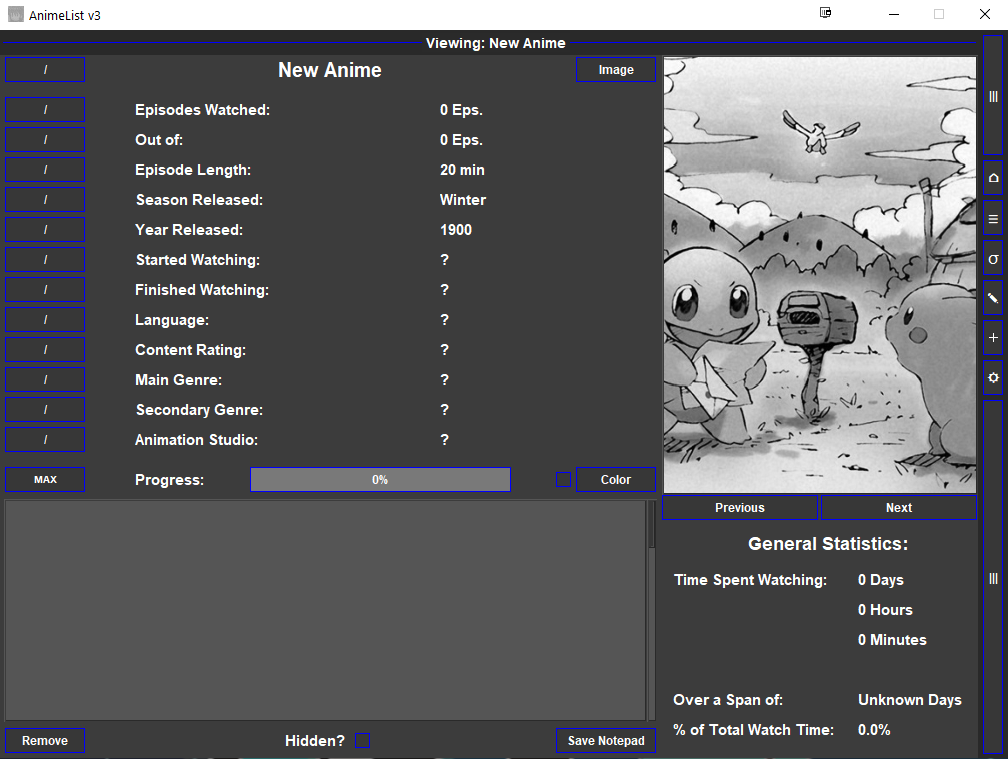 AnimeList v3
Viewing: New Anime
/ New Anime Image
/ Episodes Watched: 0 Eps.
/ Out of: 0 Eps.
/ Episode Length: 20 min
/ Season Released: Winter
/ Year Released: 1900
/ Started Watching: ?
/ Finished Watching: ?
/ Language: ?
/ Content Rating: ?
/ Main Genre: ?
/ Secondary Genre: ?
/ Animation Studio: ?
MAX Progress: 0% Color
Previous Next
General Statistics:
Time Spent Watching: 0 Days
0 Hours
0 Minutes
Over a Span of: Unknown Days
% of Total Watch Time: 0.0%
Remove Hidden? Save Notepad